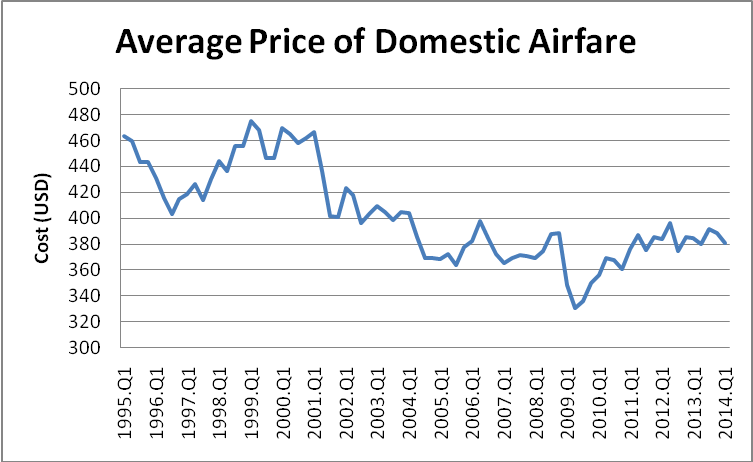 Average Price of Domestic Airfare
Cost (USD)
500
480
460
440
420
400
380
360
340
320
300
1995.Q1
1996.Q1
1997.Q1
1998.Q1
1999.Q1
2000.Q1
2001.Q1
2002.Q1
2003.Q1
2004.Q1
2005.Q1
2006.Q1
2007.Q1
2008.Q1
2009.Q1
2010.Q1
2011.Q1
2012.Q1
2013.Q1
2014.Q1